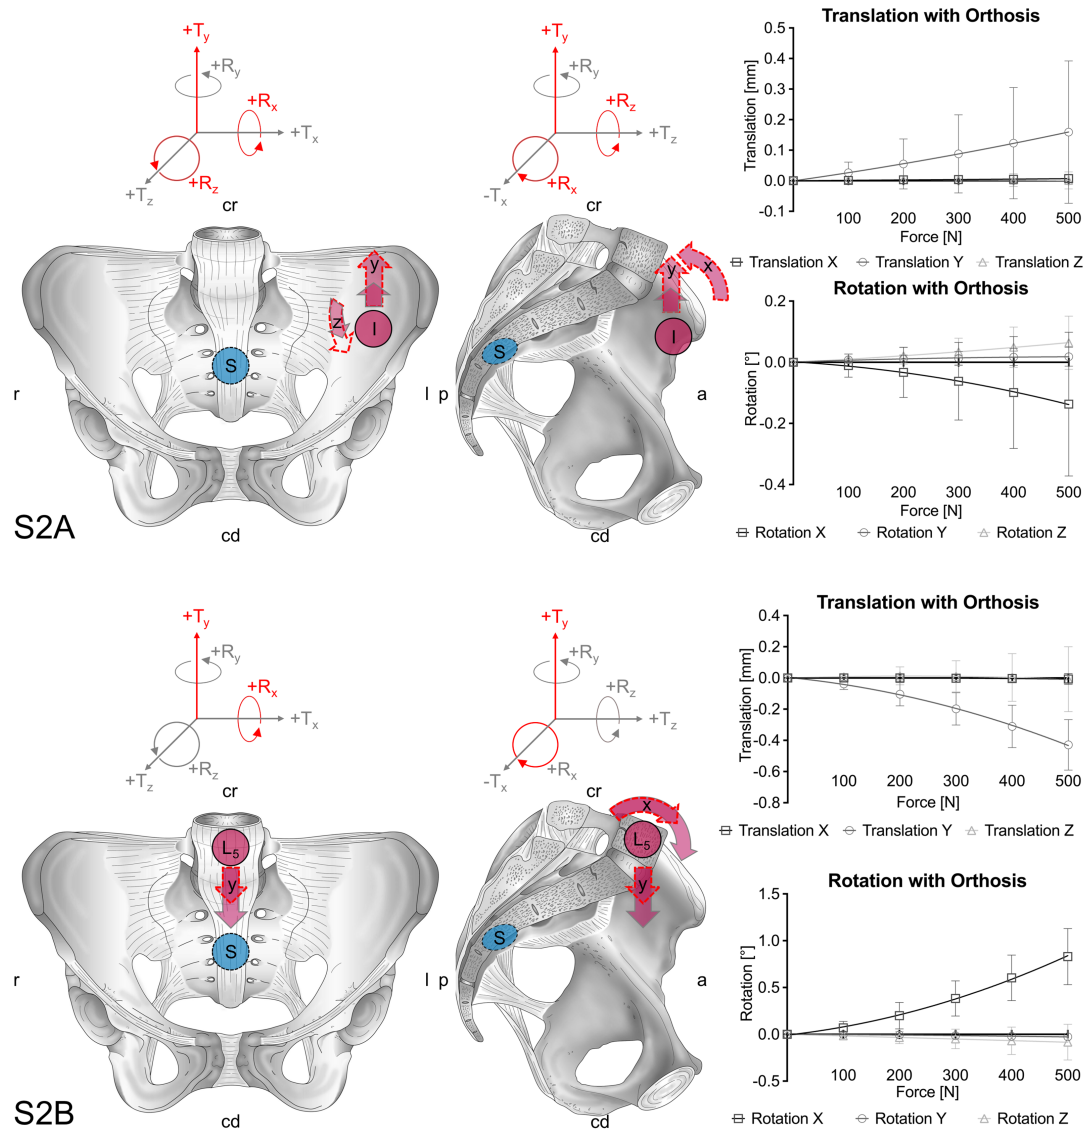 Translation with Orthosis
+Ty
+Ry
+Rx
+Tx
+Tz
+Rz
cr
y
z
I
S
r
l
cd
S2A
+Ty
+Ry
+Rz
+Tz
-Tx
+Rx
cr
y
x
I
S
p
a
cd
Translation [mm]
0.5
0.4
0.3
0.2
0.1
0.0
-0.1
100 200 300 400 500
Force [N]
Translation X Translation Y Translation Z
Rotation with Orthosis
Rotation [°]
0.2
0.0
-0.2
-0.4
100 200 300 400 500
Force [N]
Rotation X Rotation Y Rotation Z
+Ty
+Ry
+Rx
+Tx
+Tz
+Rz
cr
L5
y
S
r
l
cd
S2B
+Ty
+Ry
+Rz
+Tz
-Tx
+Rx
cr
x
L5
y
S
p
a
cd
Translation with Orthosis
Translation [mm]
0.4
0.2
0.0
-0.2
-0.4
-0.6
-0.8
100 200 300 400 500
Force [N]
Translation X Translation Y Translation Z
Rotation with Orthosis
Rotation [°]
1.5
1.0
0.5
0.0
-0.5
100 200 300 400 500
Force [N]
Rotation X Rotation Y Rotation Z